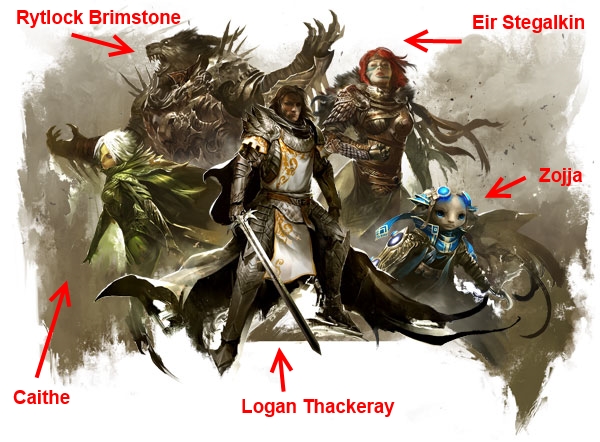 Rytlock Brimstone
Eir Stegalkin
Zojja
Caithe
Logan Thackeray